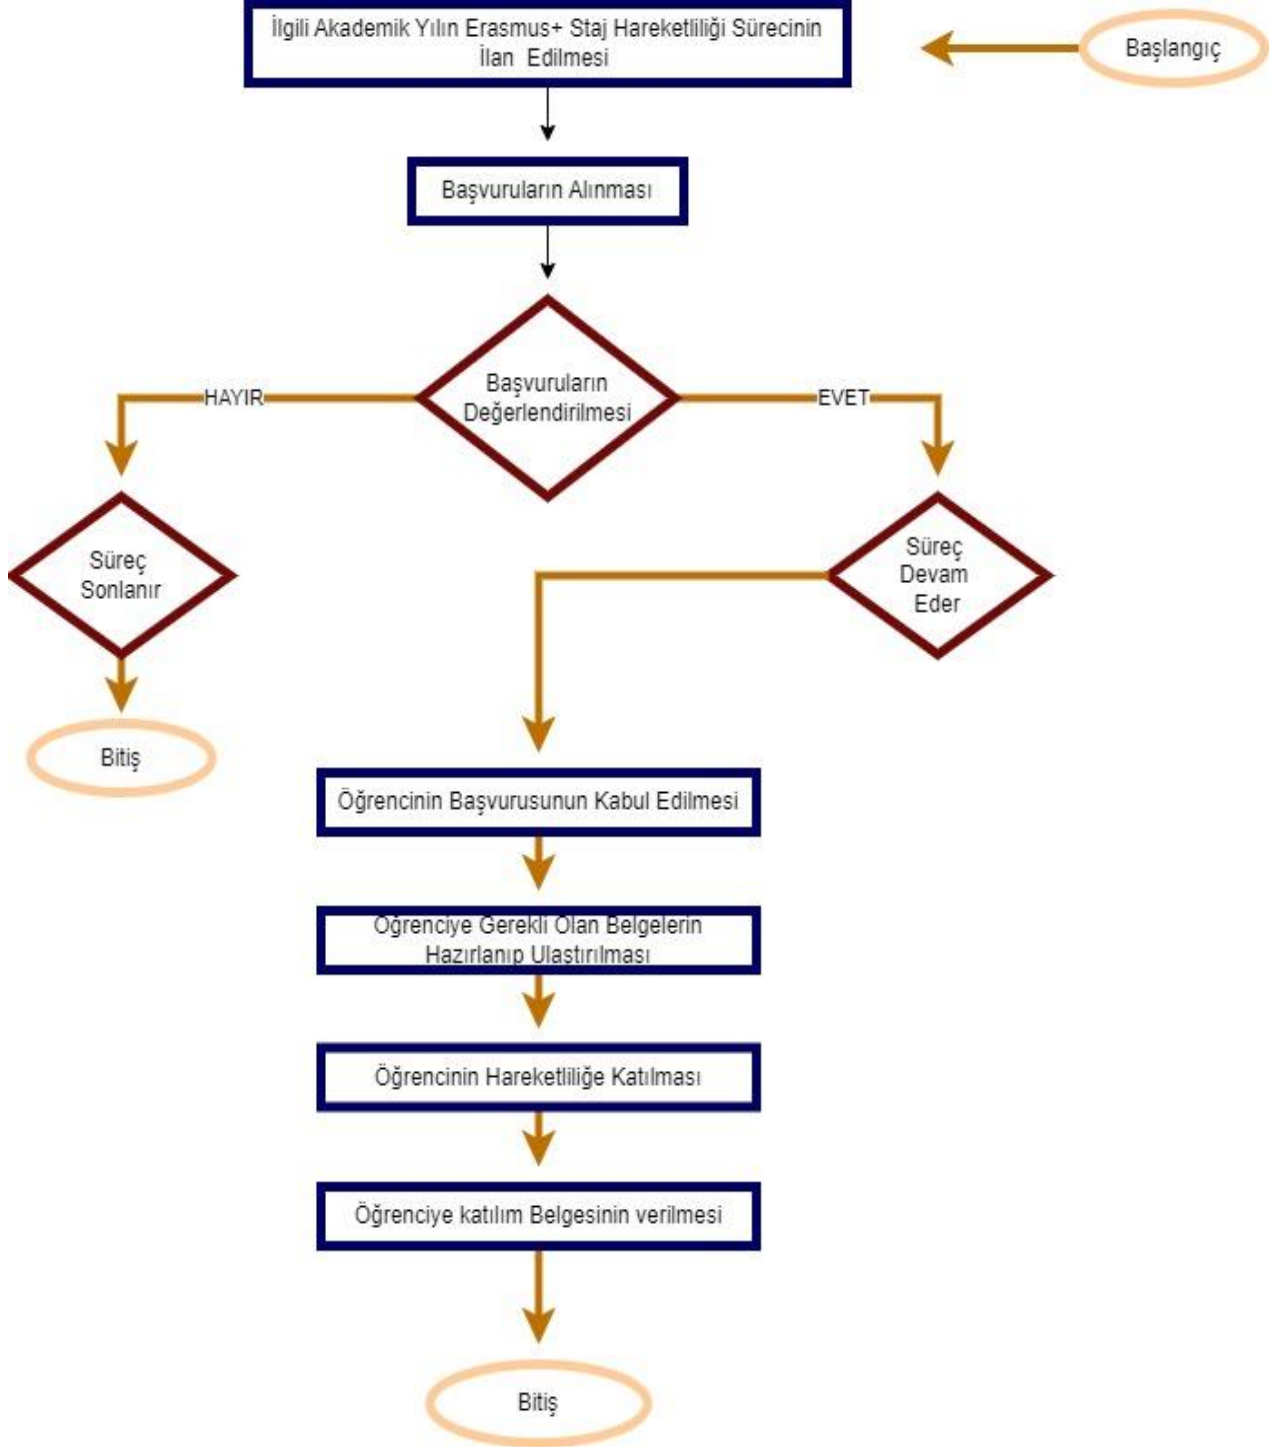 İlgili Akademik Yılın Erasmus+ Staj Hareketliliği Sürecinin
İlan Edilmesi
Başlangıç
Başvuruların Alınması
Başvuruların
Değerlendirilmesi
HAYIR
EVET
Süreç
Sonlanır
Süreç
Devam
Eder
Bitiş
Öğrencinin Başvurusunun Kabul Edilmesi
Öğrenciye Gerekli Olan Belgelerin
Hazırlanıp Ulaştırılması
Öğrencinin Hareketliliğe Katılması
Öğrenciye katılım Belgesinin verilmesi
Bitiş